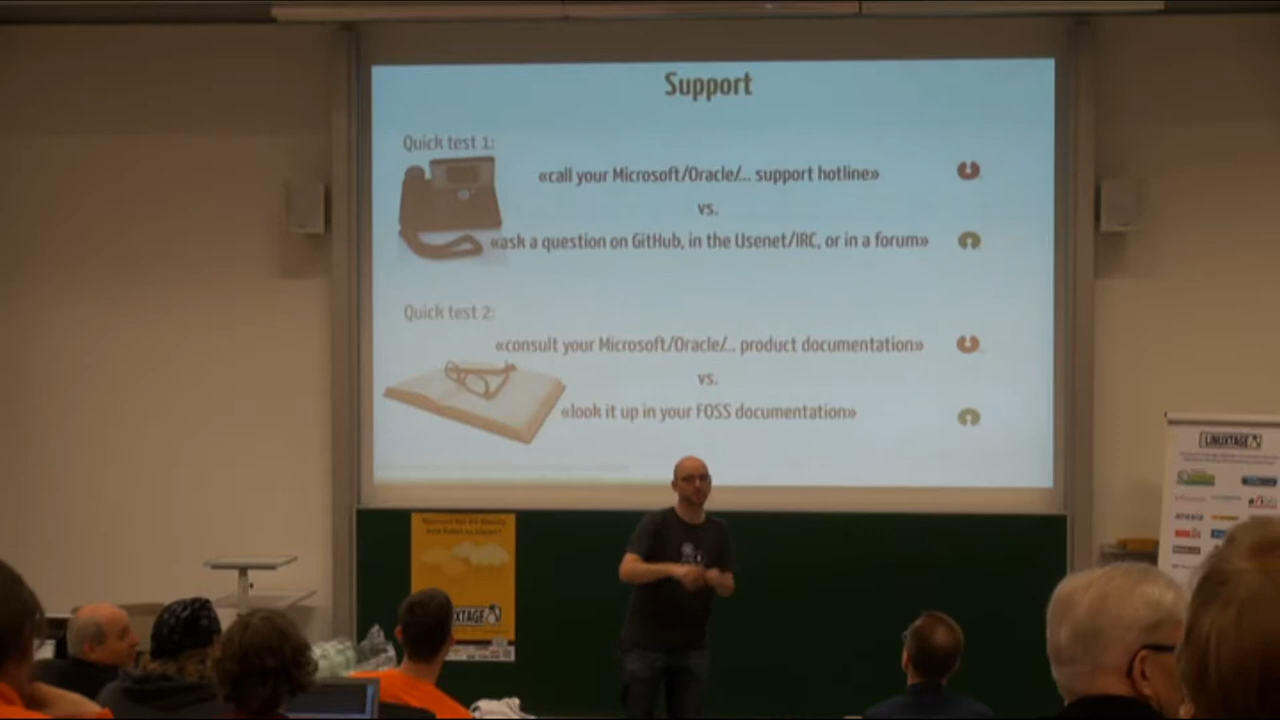 Support
Quick test 1:
«call your Microsoft/Oracle/... support hotline»
vs.
«ask a question on GitHub, in the Usenet/IRC, or in a forum»
Quick test 2:
«consult your Microsoft/Oracle/... product documentation»
vs.
«look it up in your FOSS documentation»
LINUXTAGE
XTAGE
anexia